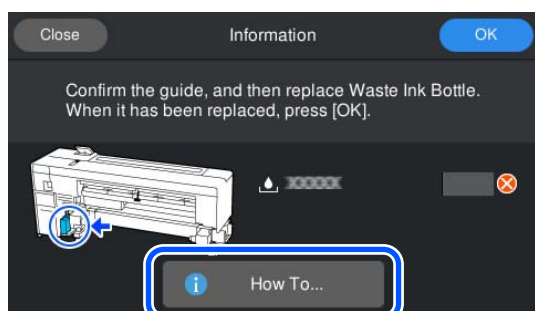 Close
Information
OK
Confirm the guide, and then replace Waste Ink Bottle.
When it has been replaced, press [OK].
XXXXXX
How To...